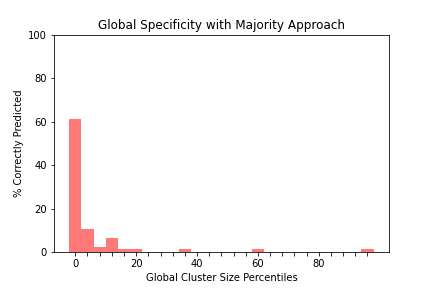 Global Specificity with Majority Approach
100
80
60
40
20
0
% Correctly Predicted
0 20 40 60 80
Global Cluster Size Percentiles